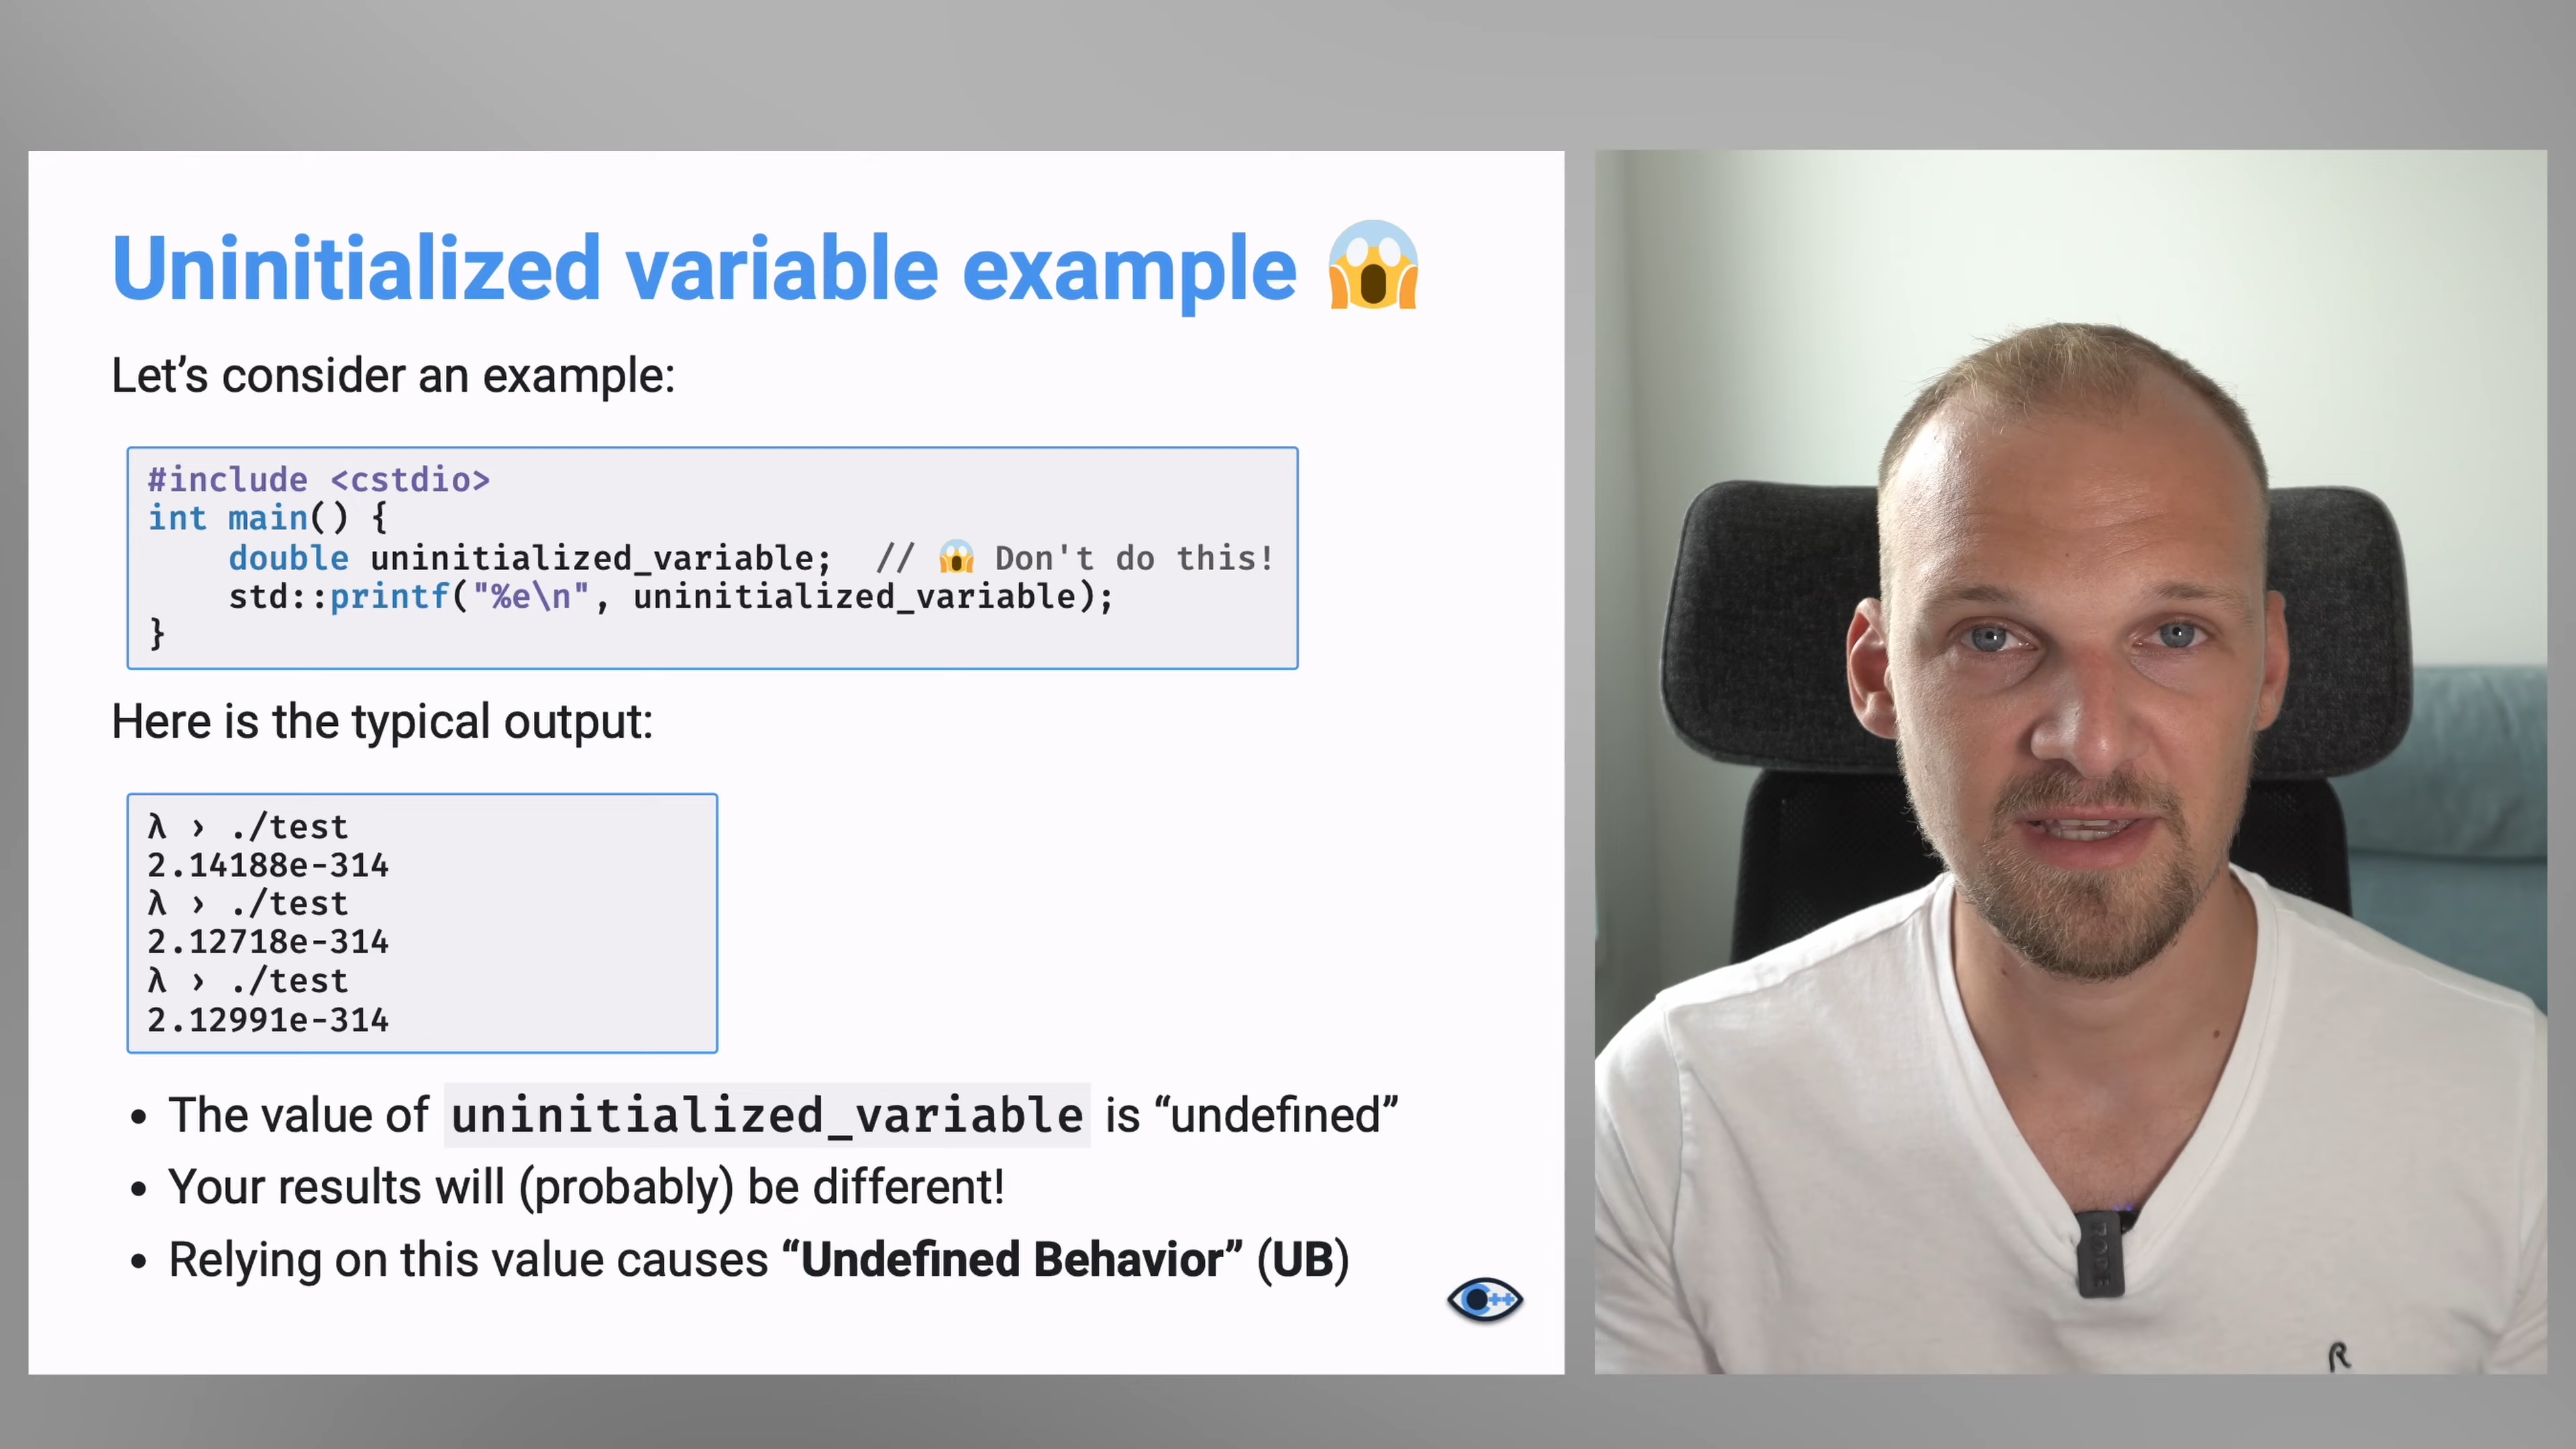 Uninitialized variable example 😱
Let’s consider an example:
#include <cstdio>
int main() {
    double uninitialized_variable;  // 😱 Don't do this!
    std::printf("%e\n", uninitialized_variable);
}
Here is the typical output:
λ › ./test
2.14188e-314
λ › ./test
2.12718e-314
λ › ./test
2.12991e-314
• The value of uninitialized_variable is “undefined”
• Your results will (probably) be different!
• Relying on this value causes “Undefined Behavior” (UB)
C++
R